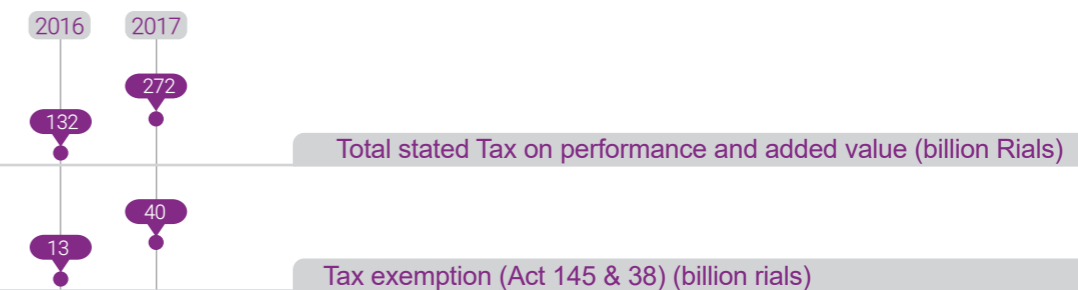 2016 2017
272
132
Total stated Tax on performance and added value (billion Rials)
40
13
Tax exemption (Act 145 & 38) (billion rials)